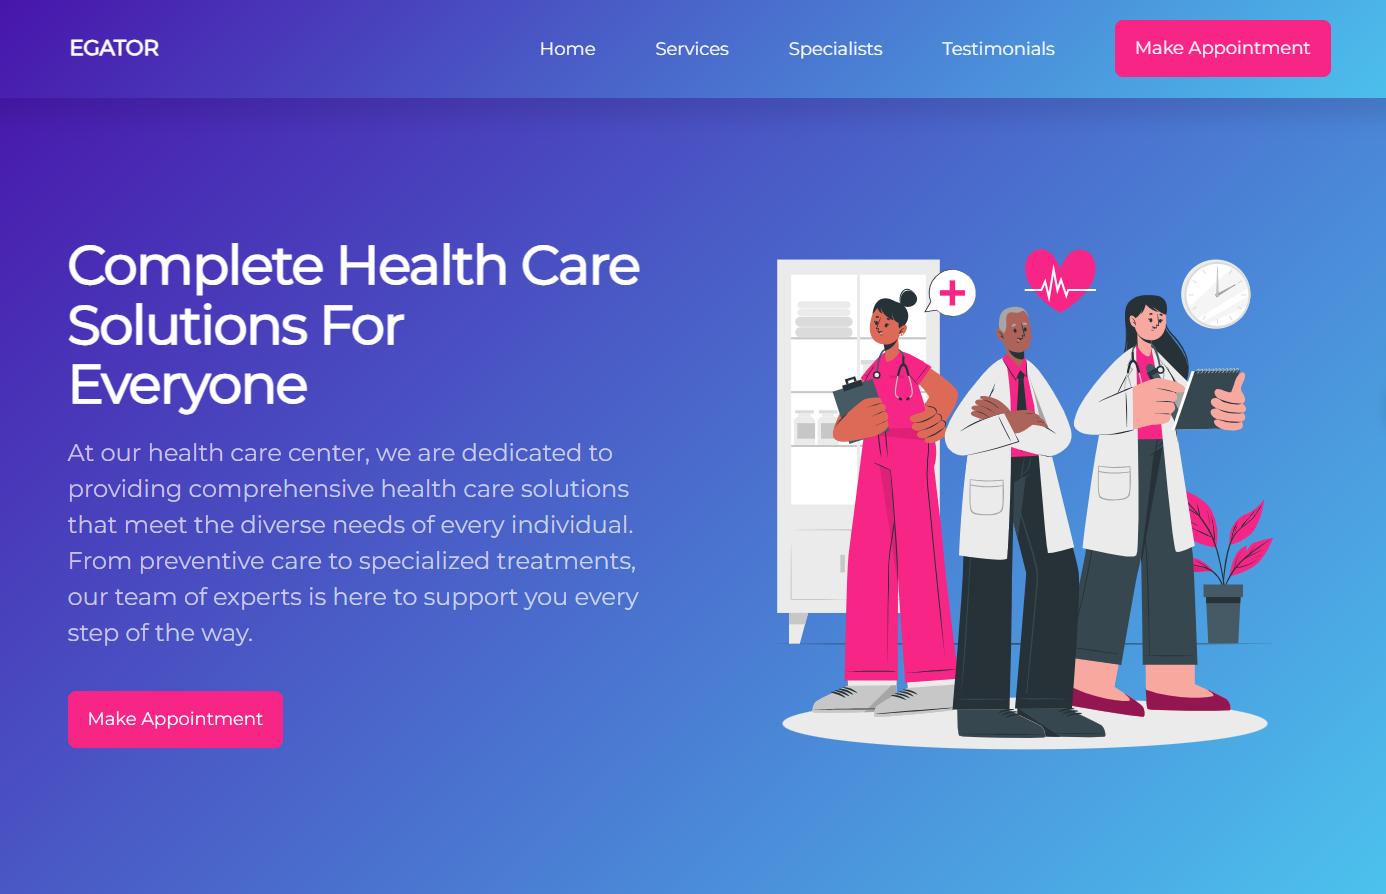 EGATOR
Home
Services
Specialists
Testimonials
Make Appointment
Complete Health Care
Solutions For
Everyone
At our health care center, we are dedicated to
providing comprehensive health care solutions
that meet the diverse needs of every individual.
From preventive care to specialized treatments,
our team of experts is here to support you every
step of the way.
Make Appointment